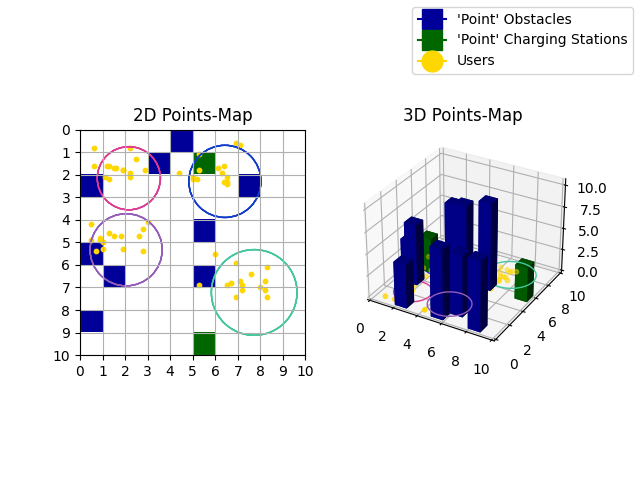 'Point' Obstacles
'Point' Charging Stations
Users
2D Points-Map
3D Points-Map
0
1
2
3
4
5
6
7
8
9
10
0 1 2 3 4 5 6 7 8 9 10
10.0
7.5
5.0
2.5
0.0
0 2 4 6 8 10
0 2 4 6 8 10